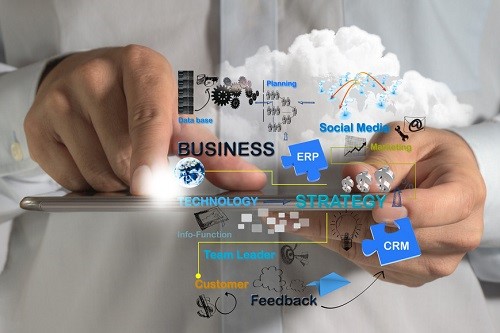 Planning
Data base
Social Media
@
Marketing
BUSINESS
ERP
TECHNOLOGY
STRATEGY
Info-Function
CRM
Team Leader
Customer
Feedback